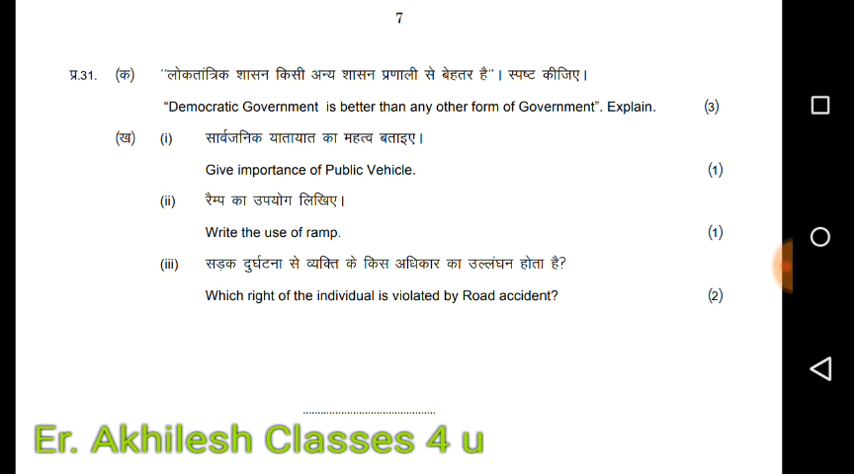 7
प्र.31. (क) "लोकतांत्रिक शासन किसी अन्य शासन प्रणाली से बेहतर है"। स्पष्ट कीजिए।
"Democratic Government is better than any other form of Government". Explain. (3)
(ख) (i) सार्वजनिक यातायात का महत्व बताइए।
Give importance of Public Vehicle. (1)
(ii) रैम्प का उपयोग लिखिए।
Write the use of ramp. (1)
(iii) सड़क दुर्घटना से व्यक्ति के किस अधिकार का उल्लंघन होता है?
Which right of the individual is violated by Road accident? (2)
Er. Akhilesh Classes 4 u